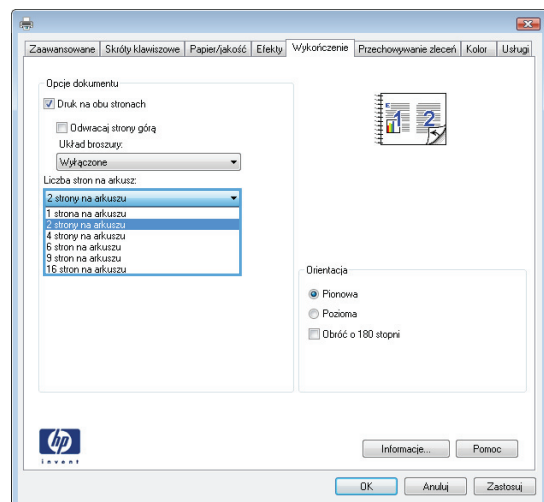 Zaawansowane Skróty klawiszowe Papier/jakość Efekty Wykończenie Przechowywanie zleceń Kolor Usługi
Opcje dokumentu
Druk na obu stronach
Odwracaj strony górą
Układ broszury:
Wyłączone
Liczba stron na arkusz:
2 strony na arkuszu
1 strona na arkuszu
2 strony na arkuszu
4 strony na arkuszu
6 stron na arkuszu
9 stron na arkuszu
16 stron na arkuszu
1 2
Orientacja
Pionowa
Pozioma
Obróć o 180 stopni
hp
invent
Informacje... Pomoc
OK Anuluj Zastosuj